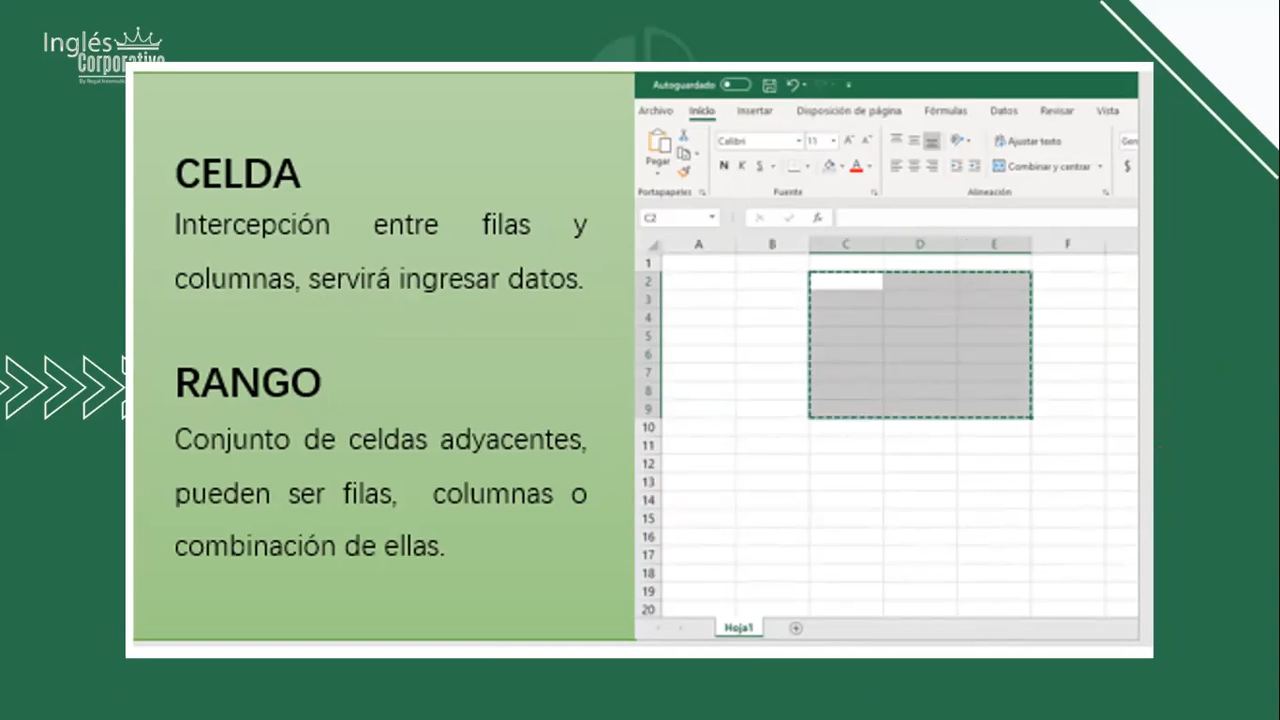 Inglés
Corporativo
CELDA
Intercepción entre filas y
columnas, servirá ingresar datos.
RANGO
Conjunto de celdas adyacentes,
pueden ser filas, columnas o
combinación de ellas.
Autoguardado
Archivo Inicio Insertar Disposición de página Fórmulas Datos Revisar Vista
Pegar Calibri 11 Ajustar texto Gen
N K S A Combinar y centrar $
Portapapeles Fuente Alineación
C2 fx
A B C D E F
1
2
3
4
5
6
7
8
9
10
11
12
13
14
15
16
17
18
19
20
Hoja1